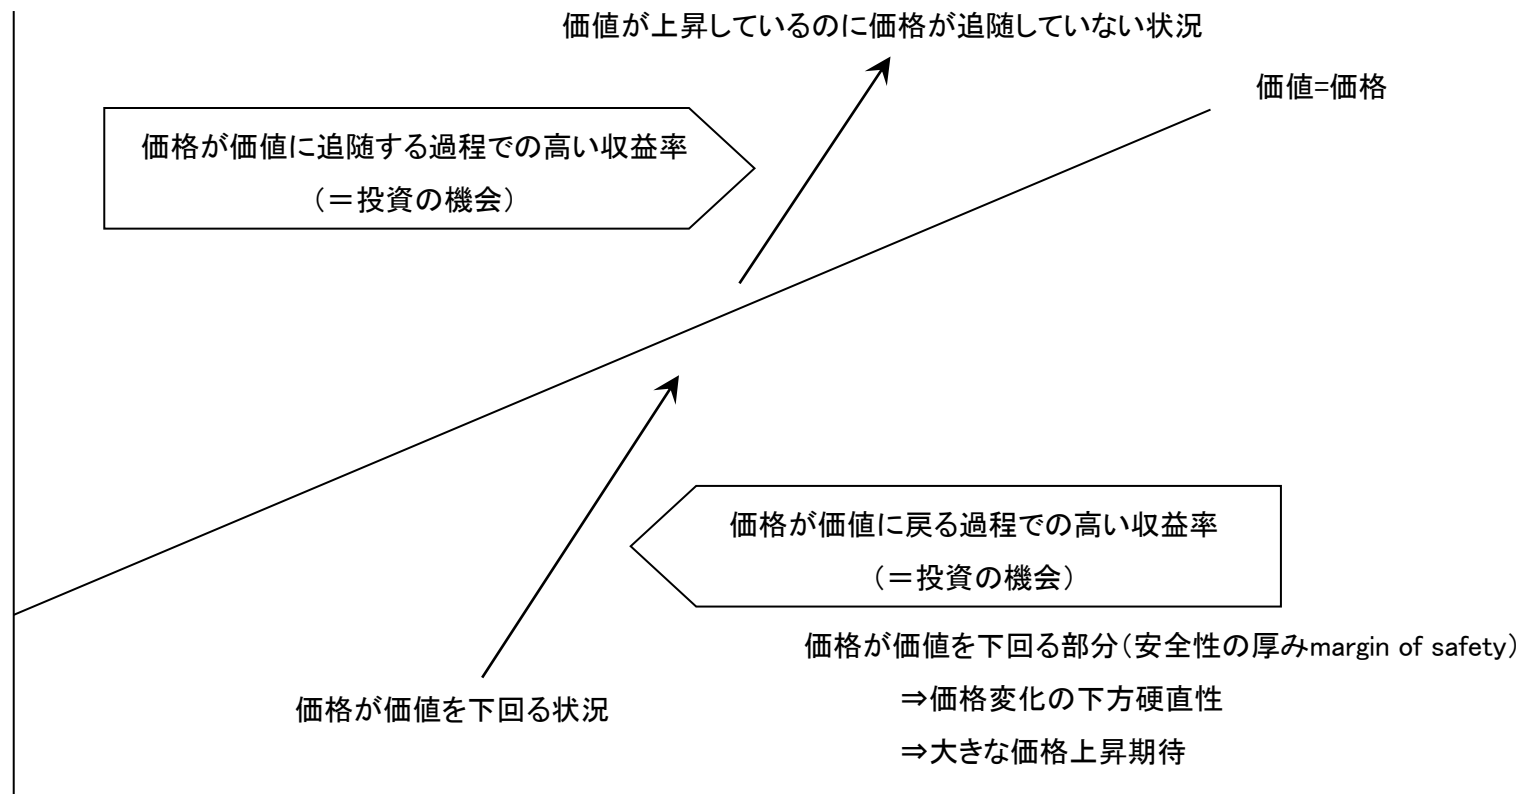 価値が上昇しているのに価格が追随していない状況
価値=価格
価格が価値に追随する過程での高い収益率
（＝投資の機会）
価格が価値に戻る過程での高い収益率
（＝投資の機会）
価格が価値を下回る部分（安全性の厚みmargin of safety）
⇒価格変化の下方硬直性
⇒大きな価格上昇期待
価格が価値を下回る状況